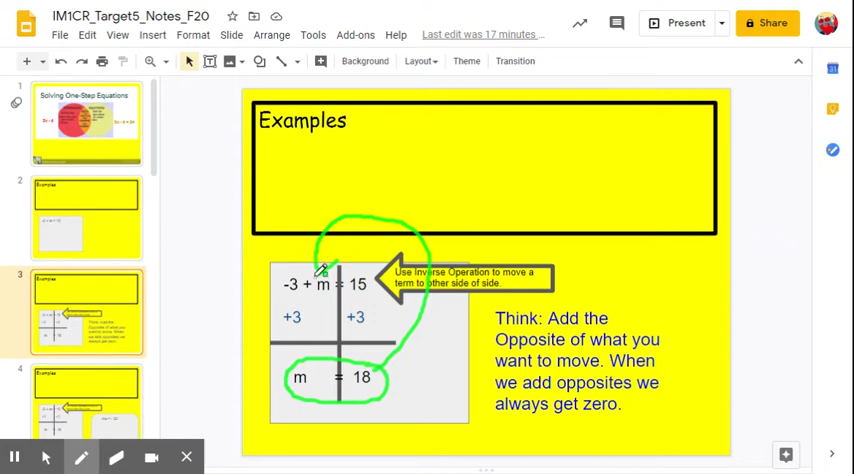 IM1CR_Target5_Notes_F20
File Edit View Insert Format Slide Arrange Tools Add-ons Help Last edit was 17 minutes ...
Present
Share
Background Layout Theme Transition
1
Solving One-Step Equations
2
Examples
3
Examples
4
Examples
Examples
-3 + m = 15
Use Inverse Operation to move a
term to other side of side.
+3 +3
m = 18
Think: Add the
Opposite of what you
want to move. When
we add opposites we
always get zero.
31